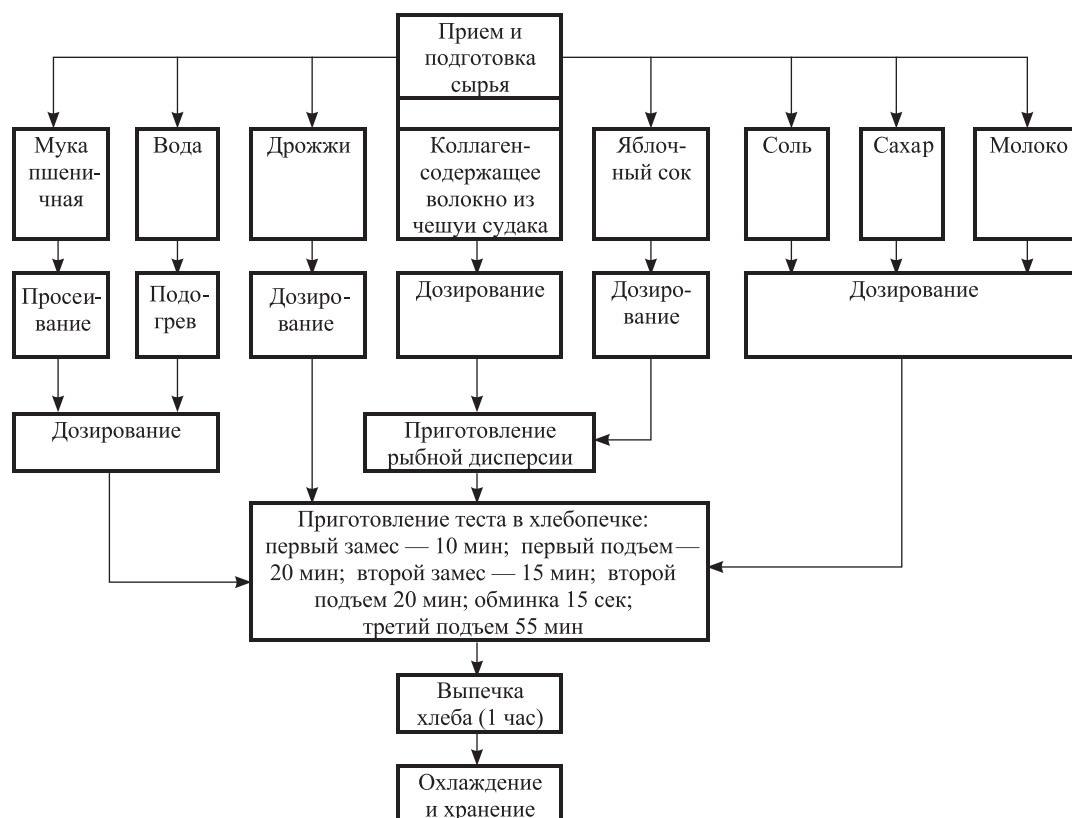 Прием и
подготовка
сырья
Мука
пшени-
чная
Вода
Дрожжи
Коллаген-
содержащее
волокно из
чешуи судака
Яблоч-
ный сок
Соль
Сахар
Молоко
Просеи-
вание
Подо-
грев
Дозиро-
вание
Дозирование
Дозиро-
вание
Дозирование
Дозирование
Приготовление
рыбной дисперсии
Приготовление теста в хлебопечке:
первый замес — 10 мин; первый подъем —
20 мин; второй замес — 15 мин; второй
подъем 20 мин; обминка 15 сек;
третий подъем 55 мин
Выпечка
хлеба (1 час)
Охлаждение
и хранение